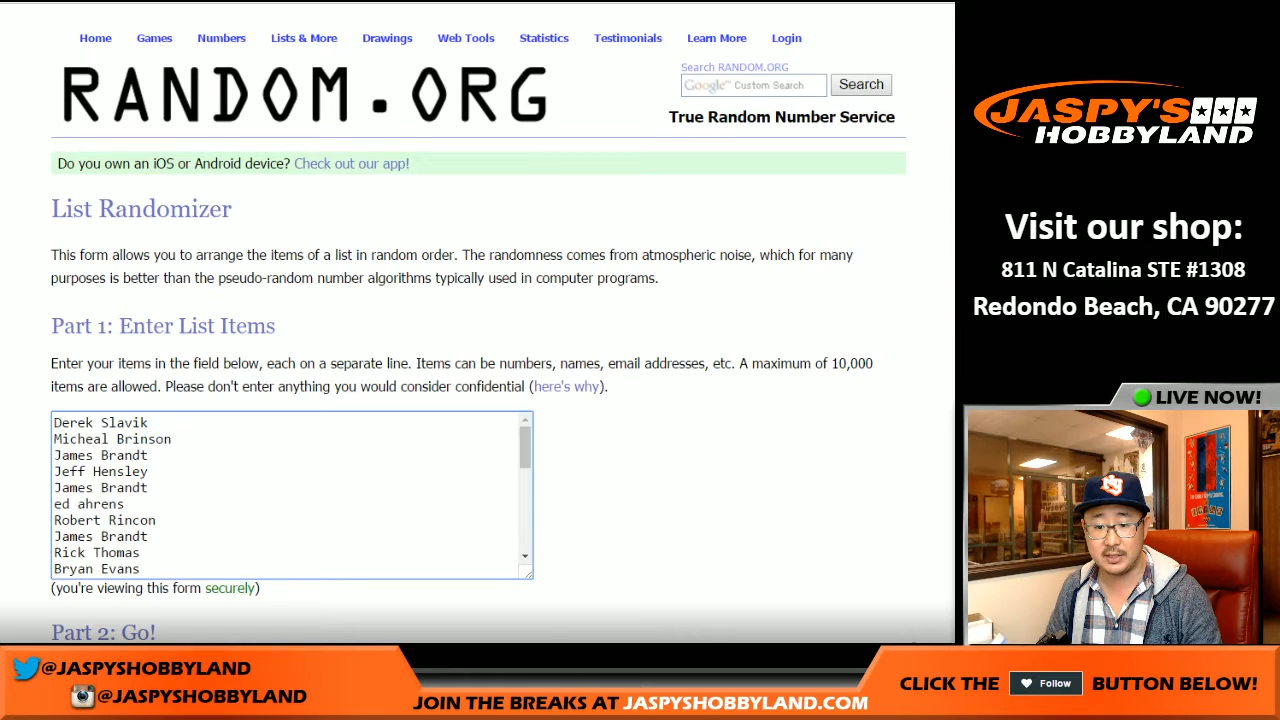 Home Games Numbers Lists & More Drawings Web Tools Statistics Testimonials Learn More Login
RANDOM.ORG
Search RANDOM.ORG
Google™ Custom Search Search
True Random Number Service
Do you own an iOS or Android device? Check out our app!
List Randomizer
This form allows you to arrange the items of a list in random order. The randomness comes from atmospheric noise, which for many
purposes is better than the pseudo-random number algorithms typically used in computer programs.
Part 1: Enter List Items
Enter your items in the field below, each on a separate line. Items can be numbers, names, email addresses, etc. A maximum of 10,000
items are allowed. Please don't enter anything you would consider confidential (here's why).
Derek Slavik
Micheal Brinson
James Brandt
Jeff Hensley
James Brandt
ed ahrens
Robert Rincon
James Brandt
Rick Thomas
Bryan Evans
(you're viewing this form securely)
Part 2: Go!
JASPY'S
HOBBYLAND
Visit our shop:
811 N Catalina STE #1308
Redondo Beach, CA 90277
LIVE NOW!
@JASPYSHOBBYLAND
@JASPYSHOBBYLAND
JOIN THE BREAKS AT JASPYSHOBBYLAND.COM
CLICK THE Follow BUTTON BELOW!